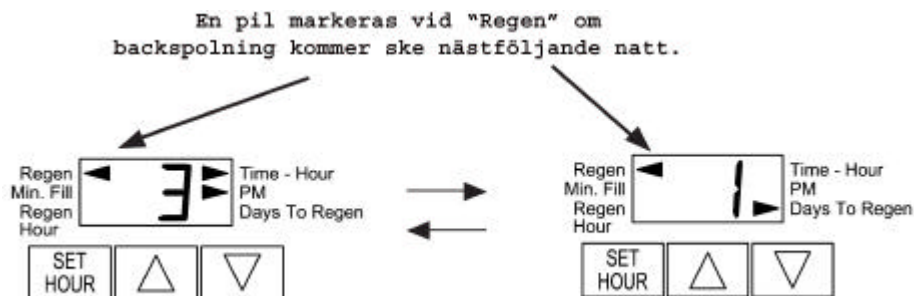 En pil markeras vid "Regen" om
backspolning kommer ske nästföljande natt.
Regen
Min. Fill
Regen
Hour
3
Time - Hour
PM
Days To Regen
SET
HOUR
Regen
Min. Fill
Regen
Hour
1
Time - Hour
PM
Days To Regen
SET
HOUR